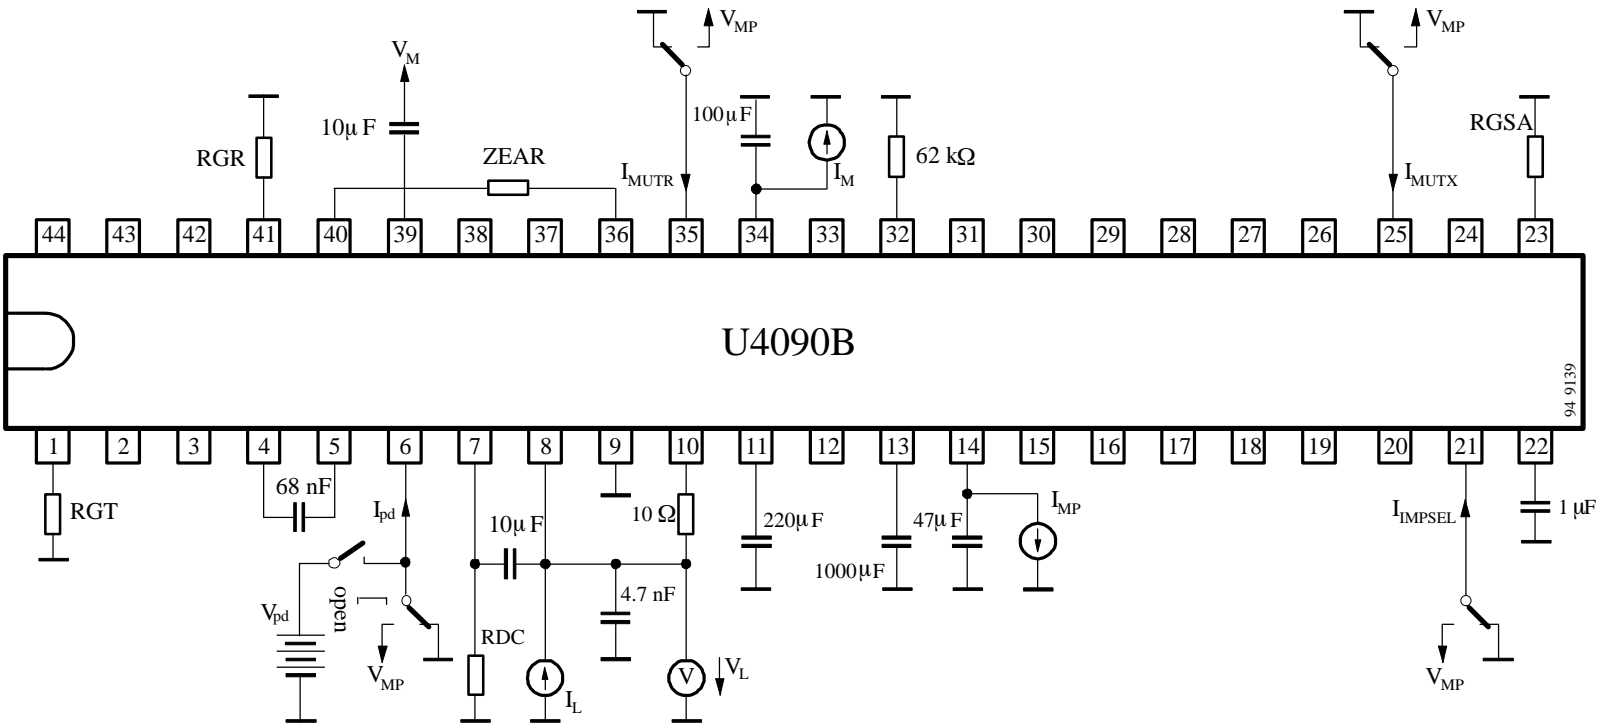 V_MP
V_MP
V_M
100µF
10µ F
RGSA
RGR
ZEAR
I_MUTR
I_M
62 kΩ
I_MUTX
44 43 42 41 40 39 38 37 36 35 34 33 32 31 30 29 28 27 26 25 24 23
U4090B
94 9139
1 2 3 4 5 6 7 8 9 10 11 12 13 14 15 16 17 18 19 20 21 22
68 nF
RGT
I_pd
10µ F
10 Ω
220µF
47µF
I_MP
I_IMPSEL
1 µF
1000µF
open
V_pd
4.7 nF
RDC
V_MP
I_L
V
V_L
V_MP